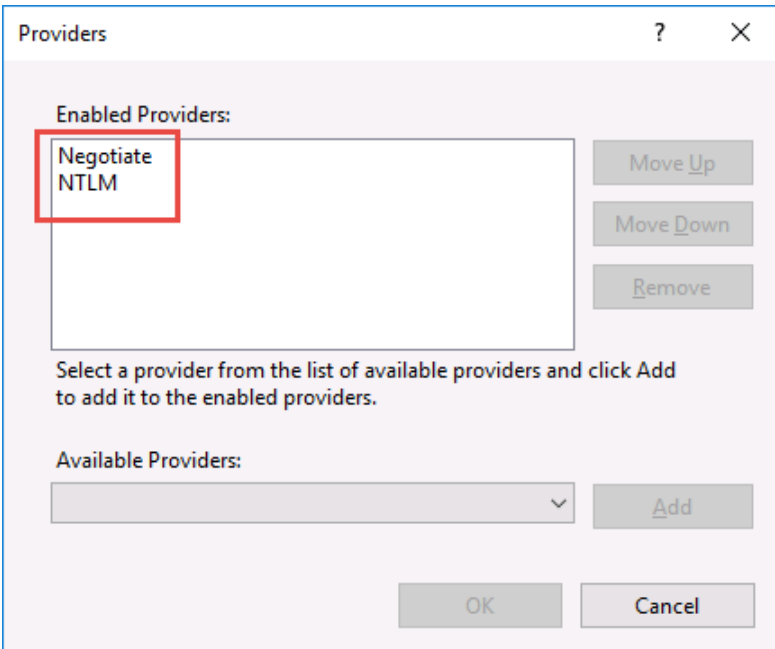 Providers
?
Enabled Providers:
Negotiate
NTLM
Move Up
Move Down
Remove
Select a provider from the list of available providers and click Add
to add it to the enabled providers.
Available Providers:
Add
OK
Cancel